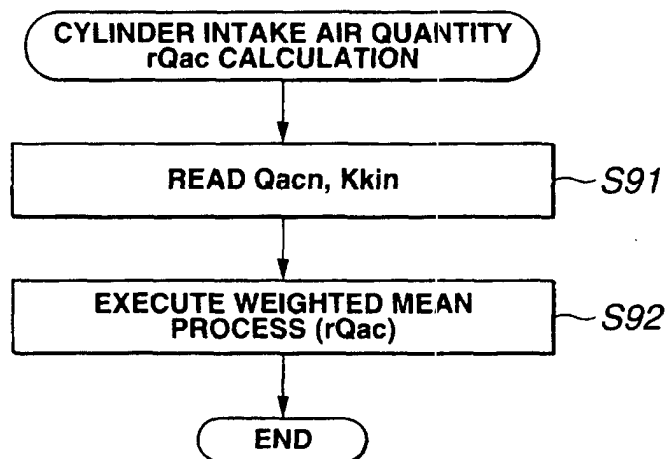 CYLINDER INTAKE AIR QUANTITY
rQac CALCULATION
READ Qacn, Kkin
S91
EXECUTE WEIGHTED MEAN
PROCESS (rQac)
S92
END